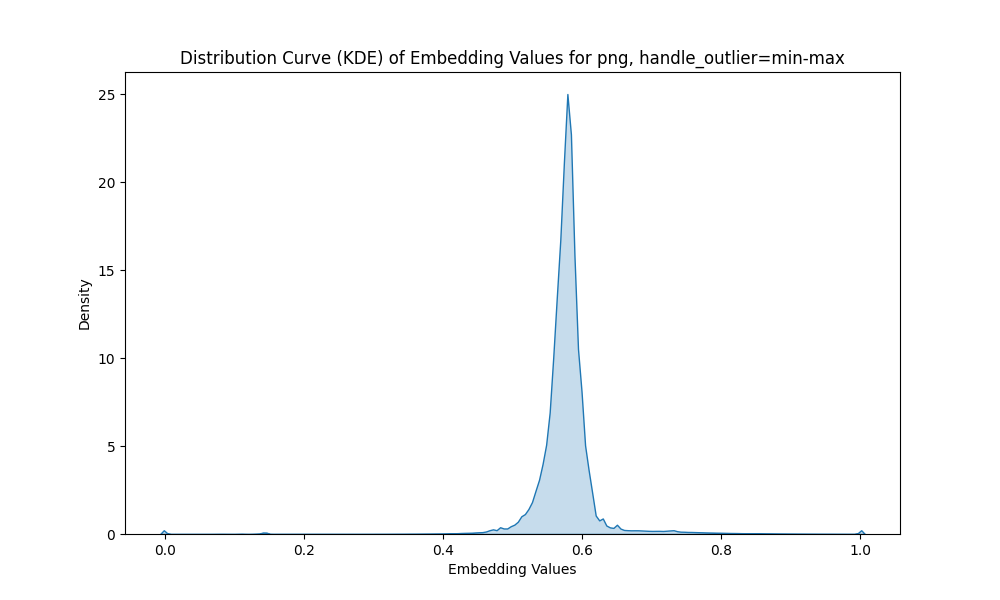 Distribution Curve (KDE) of Embedding Values for png, handle_outlier=min-max
25
20
15
10
5
0
Density
0.0 0.2 0.4 0.6 0.8 1.0
Embedding Values